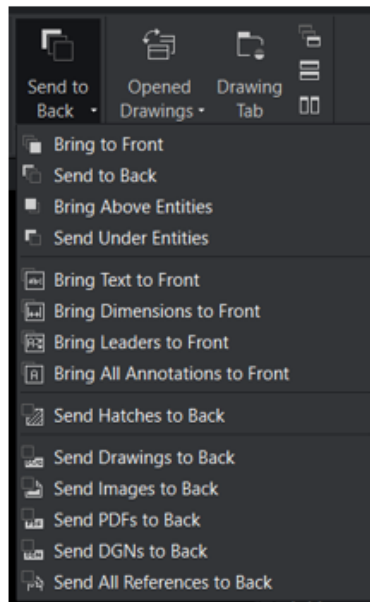 Send to Back
Opened Drawings
Drawing Tab
Bring to Front
Send to Back
Bring Above Entities
Send Under Entities
Bring Text to Front
Bring Dimensions to Front
Bring Leaders to Front
Bring All Annotations to Front
Send Hatches to Back
Send Drawings to Back
Send Images to Back
Send PDFs to Back
Send DGNs to Back
Send All References to Back